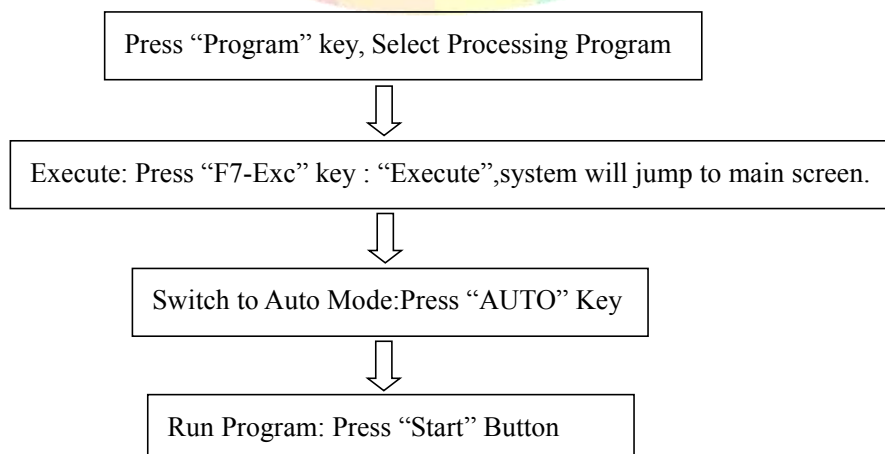 Press “Program” key, Select Processing Program
Execute: Press “F7-Exc” key : “Execute”,system will jump to main screen.
Switch to Auto Mode:Press “AUTO” Key
Run Program: Press “Start” Button